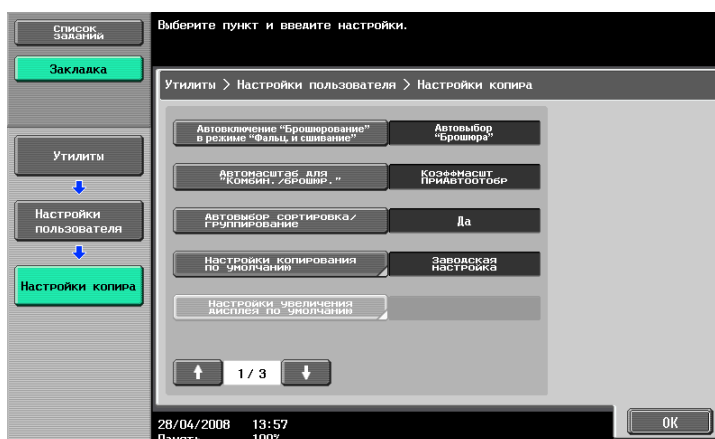 Список
заданий
Закладка
Утилиты
Настройки
пользователя
Настройки копира
Выберите пункт и введите настройки.
Утилиты > Настройки пользователя > Настройки копира
Автовключение “Брошюрование”
в режиме “Фальц. и сшивание”
Автовыбор
“Брошюра”
Автомасштаб для
"Комбин./брошюр."
КоэффМасшт
ПриАвтоотобр
Автовыбор сортировка/
группирование
Да
Настройки копирования
по умолчанию
Заводская
настройка
Настройки увеличения
дисплея по умолчанию
1/ 3
28/04/2008 13:57
Память 100%
OK